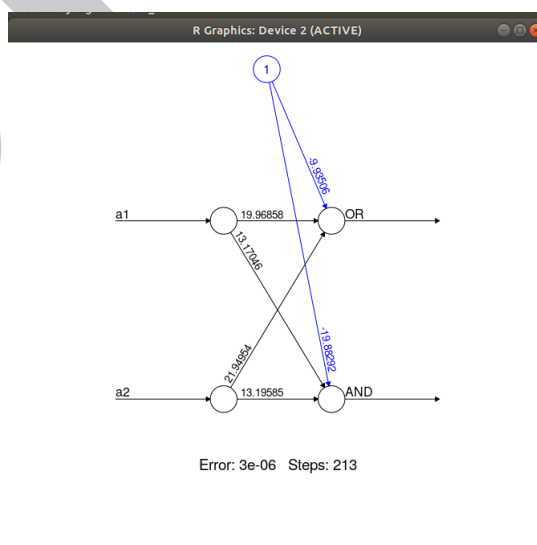 R Graphics: Device 2 (ACTIVE)
1
-9.93506
a1
19.96858
OR
13.17046
-19.88292
21.94954
a2
13.19585
AND
Error: 3e-06 Steps: 213